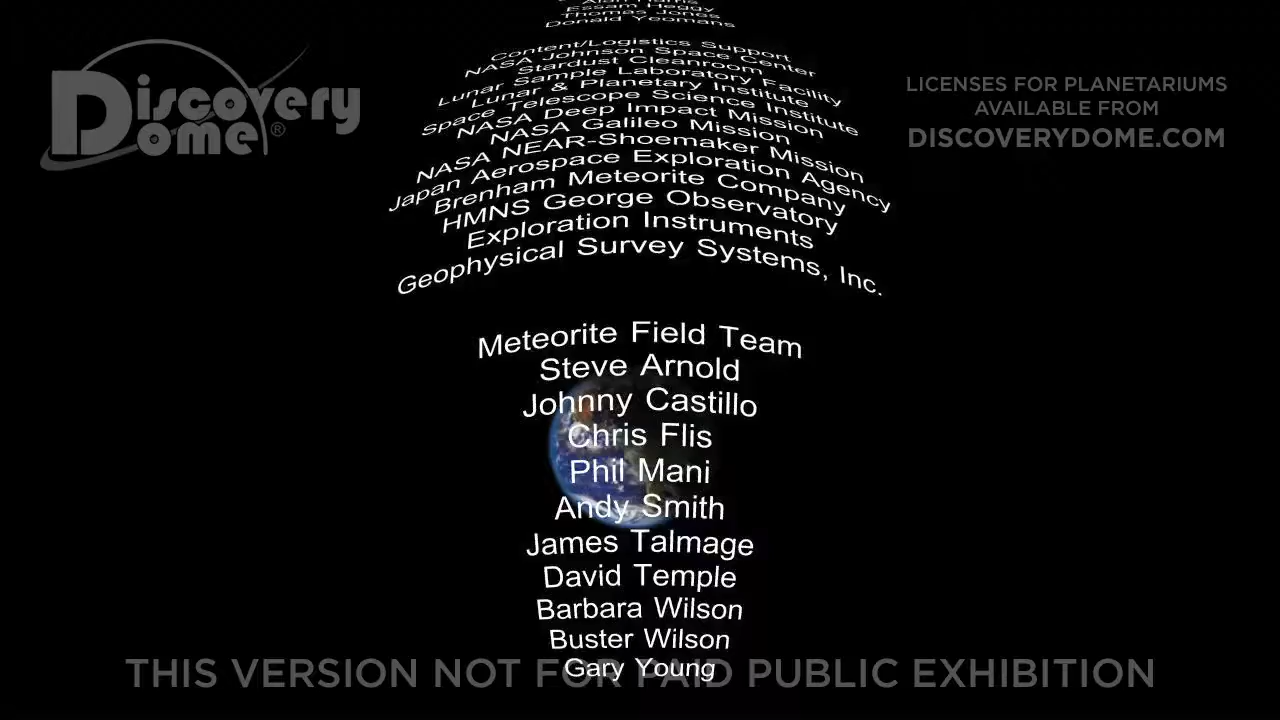 Alan Harris
Essam Heggy
Thomas Jones
Donald Yeomans
Content/Logistics Support
NASA Johnson Space Center
Stardust Cleanroom
Lunar Sample Laboratory Facility
Lunar & Planetary Institute
Space Telescope Science Institute
NASA Deep Impact Mission
NASA Galileo Mission
NASA NEAR-Shoemaker Mission
Japan Aerospace Exploration Agency
Brenham Meteorite Company
HMNS George Observatory
Exploration Instruments
Geophysical Survey Systems, Inc.
Meteorite Field Team
Steve Arnold
Johnny Castillo
Chris Flis
Phil Mani
Andy Smith
James Talmage
David Temple
Barbara Wilson
Buster Wilson
Gary Young
Discovery
Dome®
LICENSES FOR PLANETARIUMS
AVAILABLE FROM
DISCOVERYDOME.COM
THIS VERSION NOT FOR PAID PUBLIC EXHIBITION